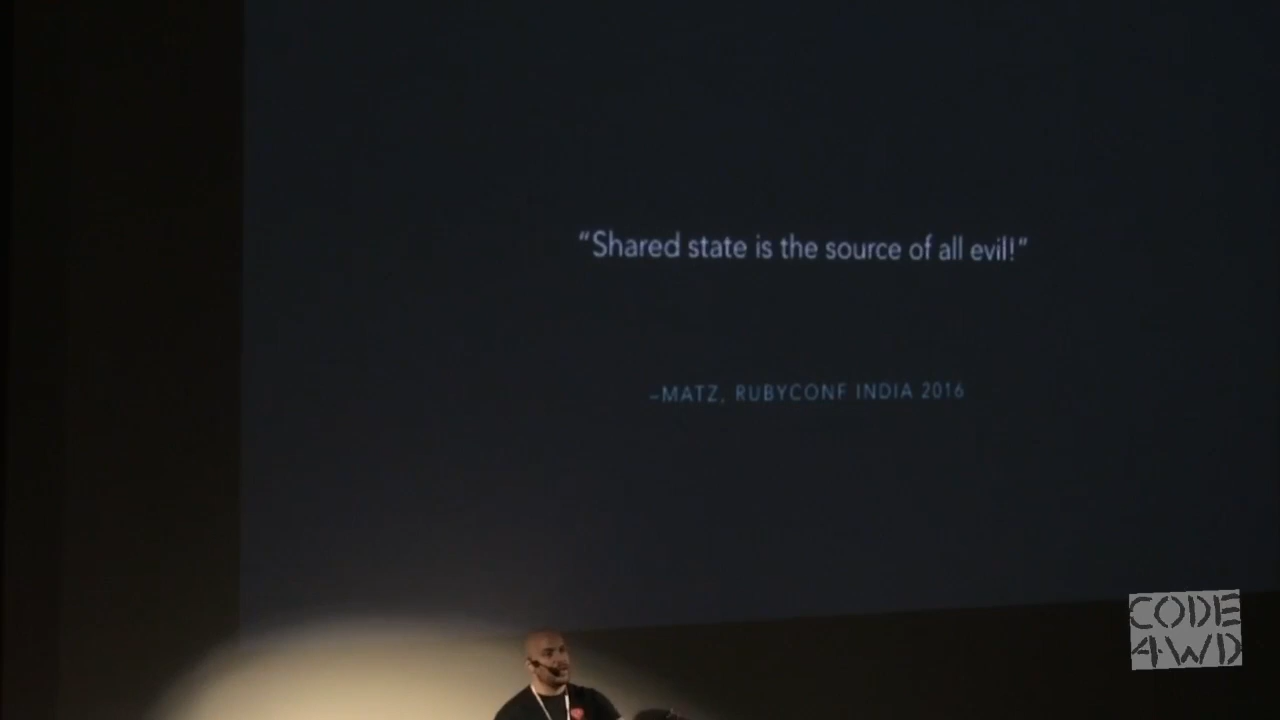 “Shared state is the source of all evil!”
–MATZ, RUBYCONF INDIA 2016
CODE
4WD